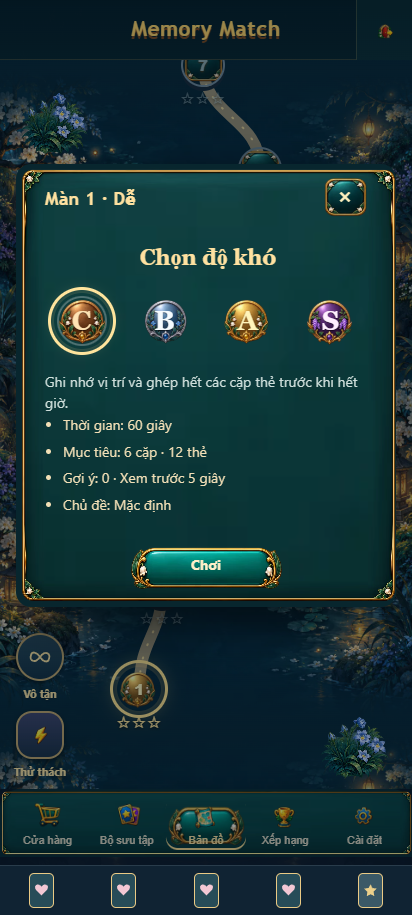 Memory Match
7
Màn 1 · Dễ
×
Chọn độ khó
C B A S
Ghi nhớ vị trí và ghép hết các cặp thẻ trước khi hết
giờ.
• Thời gian: 60 giây
• Mục tiêu: 6 cặp · 12 thẻ
• Gợi ý: 0 · Xem trước 5 giây
• Chủ đề: Mặc định
Chơi
Vô tận
1
Thử thách
Cửa hàng Bộ sưu tập Bản đồ Xếp hạng Cài đặt